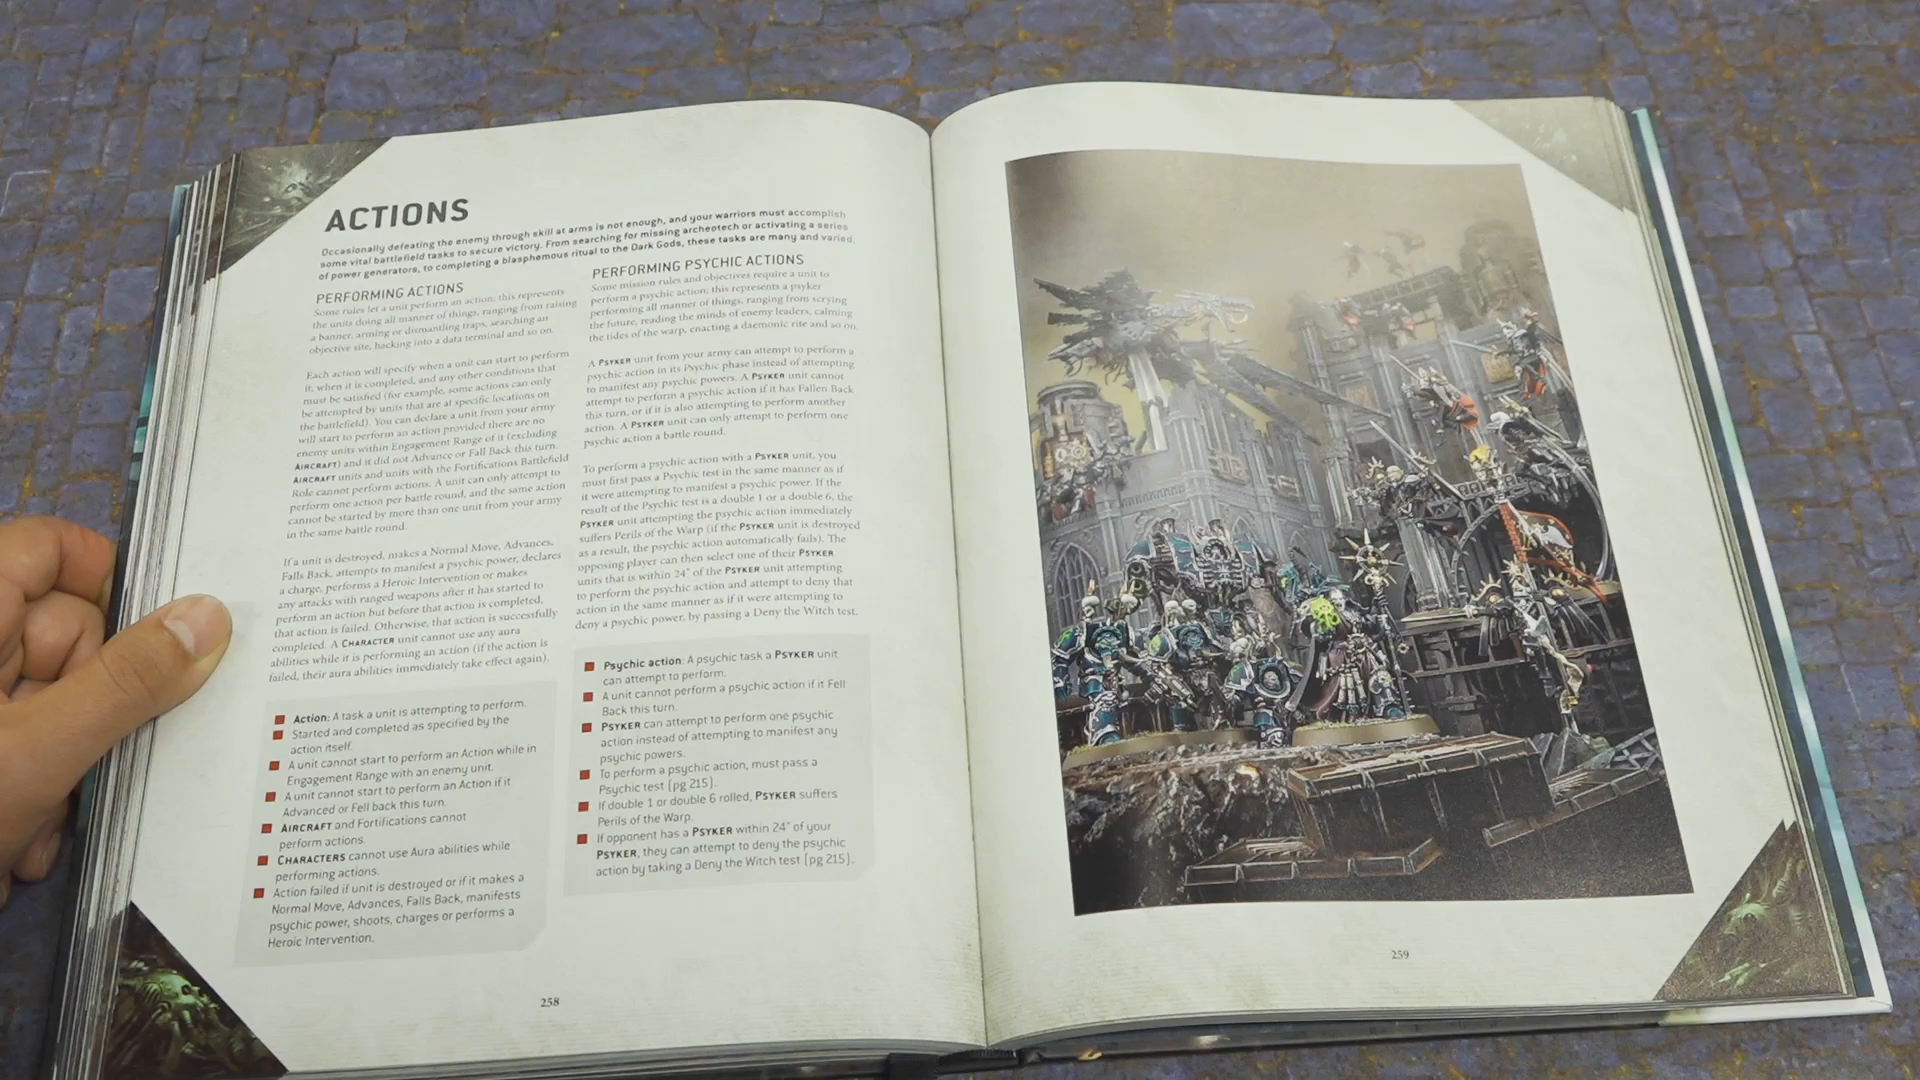 ACTIONS
Occasionally defeating the enemy through skill at arms is not enough, and your warriors must accomplish
some vital battlefield tasks to secure victory. From searching for missing archeotech or activating a series
of power generators, to completing a blasphemous ritual to the Dark Gods, these tasks are many and varied.
PERFORMING ACTIONS
Some rules let a unit perform an action; this represents
the units doing all manner of things, ranging from raising
a banner, arming or dismantling traps, searching an
objective site, hacking into a data terminal and so on.
Each action will specify when a unit can start to perform
it, when it is completed, and any other conditions that
must be satisfied (for example, some actions can only
be attempted by units that are at specific locations on
the battlefield). You can declare a unit from your army
will start to perform an action provided there are no
enemy units within Engagement Range of it (excluding
AIRCRAFT) and it did not Advance or Fall Back this turn.
AIRCRAFT units and units with the Fortifications Battlefield
Role cannot perform actions. A unit can only attempt to
perform one action per battle round, and the same action
cannot be started by more than one unit from your army
in the same battle round.
If a unit is destroyed, makes a Normal Move, Advances,
Falls Back, attempts to manifest a psychic power, declares
a charge, performs a Heroic Intervention or makes
any attacks with ranged weapons after it has started to
perform an action but before that action is completed,
that action is failed. Otherwise, that action is successfully
completed. A CHARACTER unit cannot use any aura
abilities while it is performing an action (if the action is
failed, their aura abilities immediately take effect again).
Action: A task a unit is attempting to perform.
Started and completed as specified by the
action itself.
A unit cannot start to perform an Action while in
Engagement Range with an enemy unit.
A unit cannot start to perform an Action if it
Advanced or Fell back this turn.
AIRCRAFT and Fortifications cannot
perform actions.
CHARACTERS cannot use Aura abilities while
performing actions.
Action failed if unit is destroyed or if it makes a
Normal Move, Advances, Falls Back, manifests
psychic power, shoots, charges or performs a
Heroic Intervention.
PERFORMING PSYCHIC ACTIONS
Some mission rules and objectives require a unit to
perform a psychic action; this represents a psyker
performing all manner of things, ranging from scrying
the future, reading the minds of enemy leaders, calming
the tides of the warp, enacting a daemonic rite and so on.
A PSYKER unit from your army can attempt to perform a
psychic action in its Psychic phase instead of attempting
to manifest any psychic powers. A PSYKER unit cannot
attempt to perform a psychic action if it has Fallen Back
this turn, or if it is also attempting to perform another
action. A PSYKER unit can only attempt to perform one
psychic action a battle round.
To perform a psychic action with a PSYKER unit, you
must first pass a Psychic test in the same manner as if
it were attempting to manifest a psychic power. If the
result of the Psychic test is a double 1 or a double 6, the
PSYKER unit attempting the psychic action immediately
suffers Perils of the Warp (if the PSYKER unit is destroyed
as a result, the psychic action automatically fails). The
opposing player can then select one of their PSYKER
units that is within 24" of the PSYKER unit attempting
to perform the psychic action and attempt to deny that
action in the same manner as if it were attempting to
deny a psychic power, by passing a Deny the Witch test.
Psychic action: A psychic task a PSYKER unit
can attempt to perform.
A unit cannot perform a psychic action if it Fell
Back this turn.
PSYKER can attempt to perform one psychic
action instead of attempting to manifest any
psychic powers.
To perform a psychic action, must pass a
Psychic test (pg 215).
If double 1 or double 6 rolled, PSYKER suffers
Perils of the Warp.
If opponent has a PSYKER within 24" of your
PSYKER, they can attempt to deny the psychic
action by taking a Deny the Witch test (pg 215).
258
259